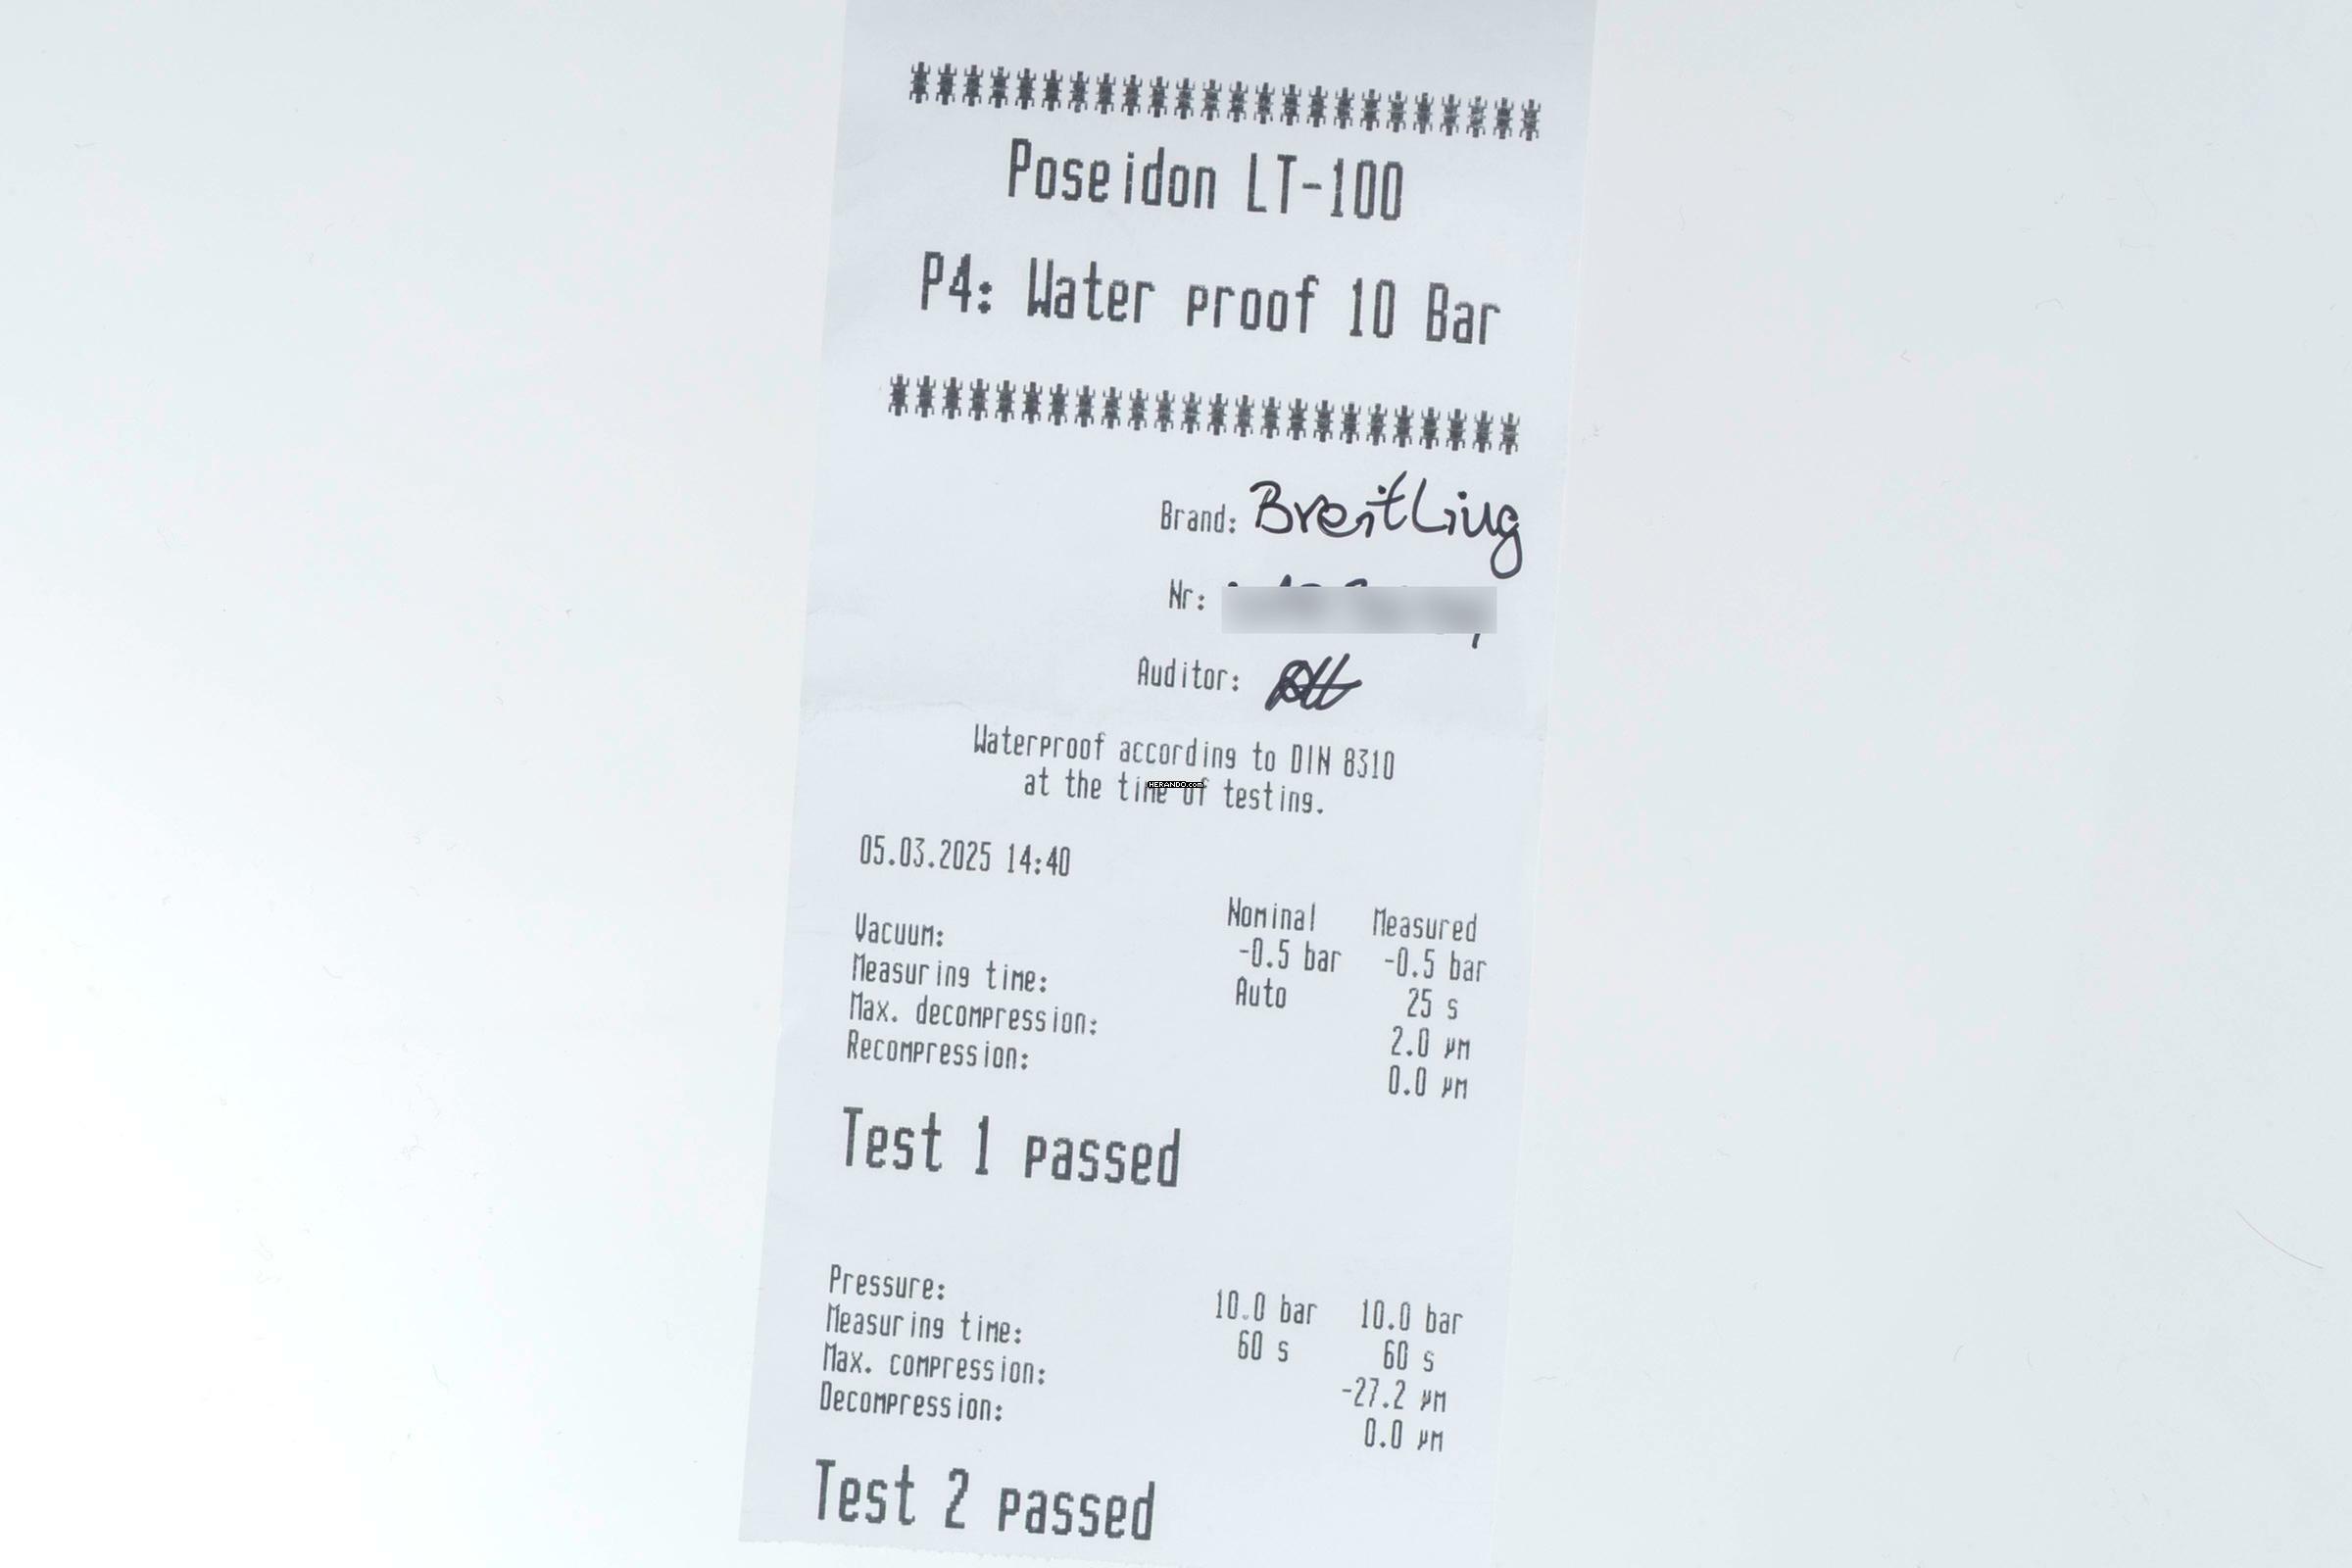 ************************
Poseidon LT-100
P4: Water proof 10 Bar
************************
Brand: Breitling
Nr:
Auditor:
Waterproof according to DIN 8310
at the time of testing.
HERANDO.com
05.03.2025 14:40
Nominal Measured
Vacuum: -0.5 bar -0.5 bar
Measuring time: Auto 25 s
Max. decompression: 2.0 µm
Recompression: 0.0 µm
Test 1 passed
Pressure: 10.0 bar 10.0 bar
Measuring time: 60 s 60 s
Max. compression: -27.2 µm
Decompression: 0.0 µm
Test 2 passed